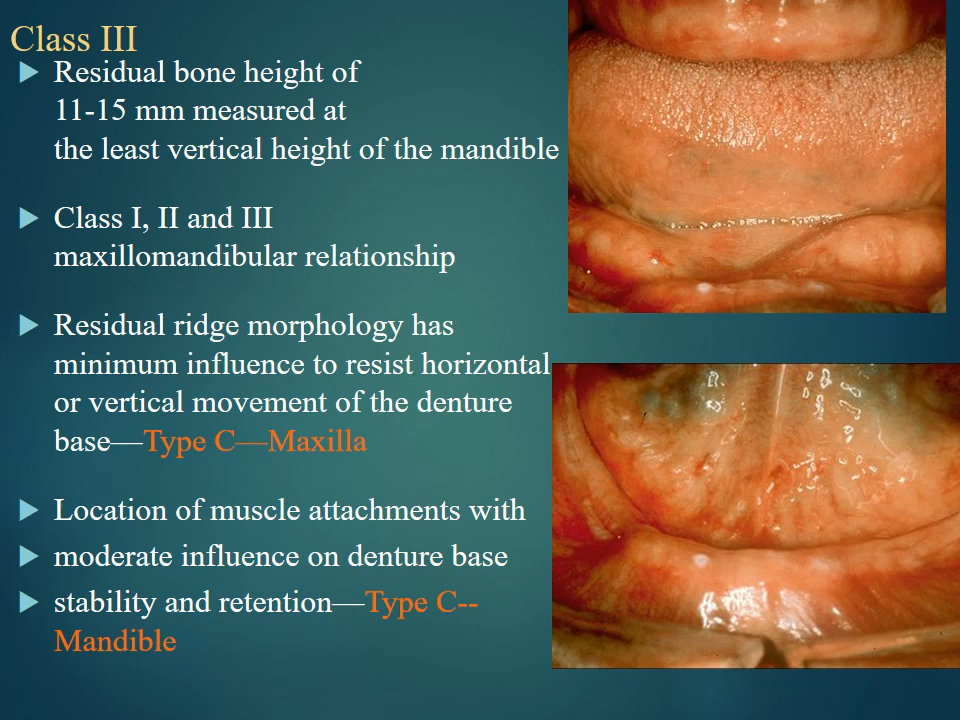 Class III
Residual bone height of
11-15 mm measured at
the least vertical height of the mandible
Class I, II and III
maxillomandibular relationship
Residual ridge morphology has
minimum influence to resist horizontal
or vertical movement of the denture
base—Type C—Maxilla
Location of muscle attachments with
moderate influence on denture base
stability and retention—Type C--
Mandible